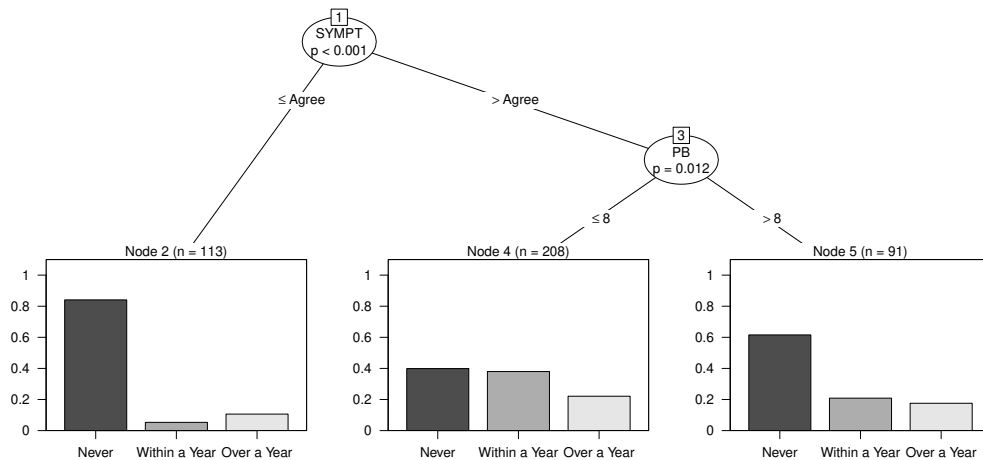 1
SYMPT
p < 0.001
≤ Agree
> Agree
3
PB
p = 0.012
≤ 8
> 8
Node 2 (n = 113)
1
0.8
0.6
0.4
0.2
0
Never
Within a Year
Over a Year
Node 4 (n = 208)
1
0.8
0.6
0.4
0.2
0
Never
Within a Year
Over a Year
Node 5 (n = 91)
1
0.8
0.6
0.4
0.2
0
Never
Within a Year
Over a Year